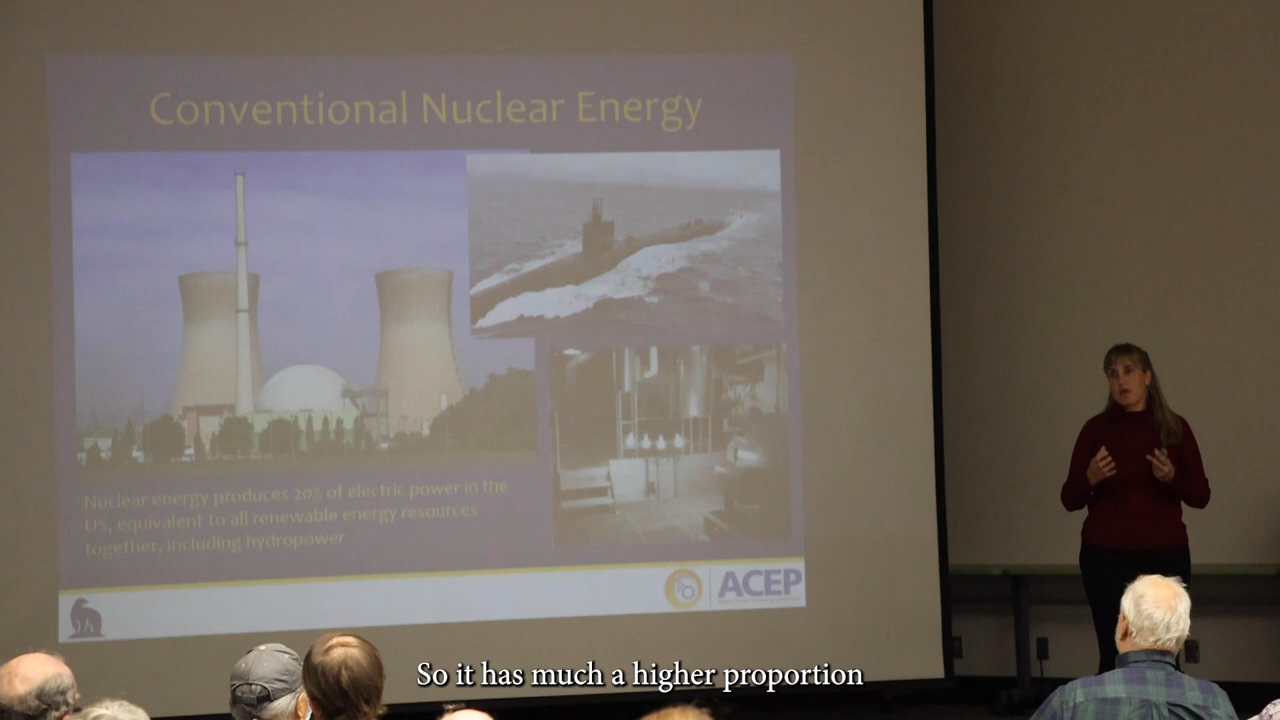 Conventional Nuclear Energy
Nuclear energy produces 20% of electric power in the
US, equivalent to all renewable energy resources
together, including hydropower
ACEP
So it has much a higher proportion